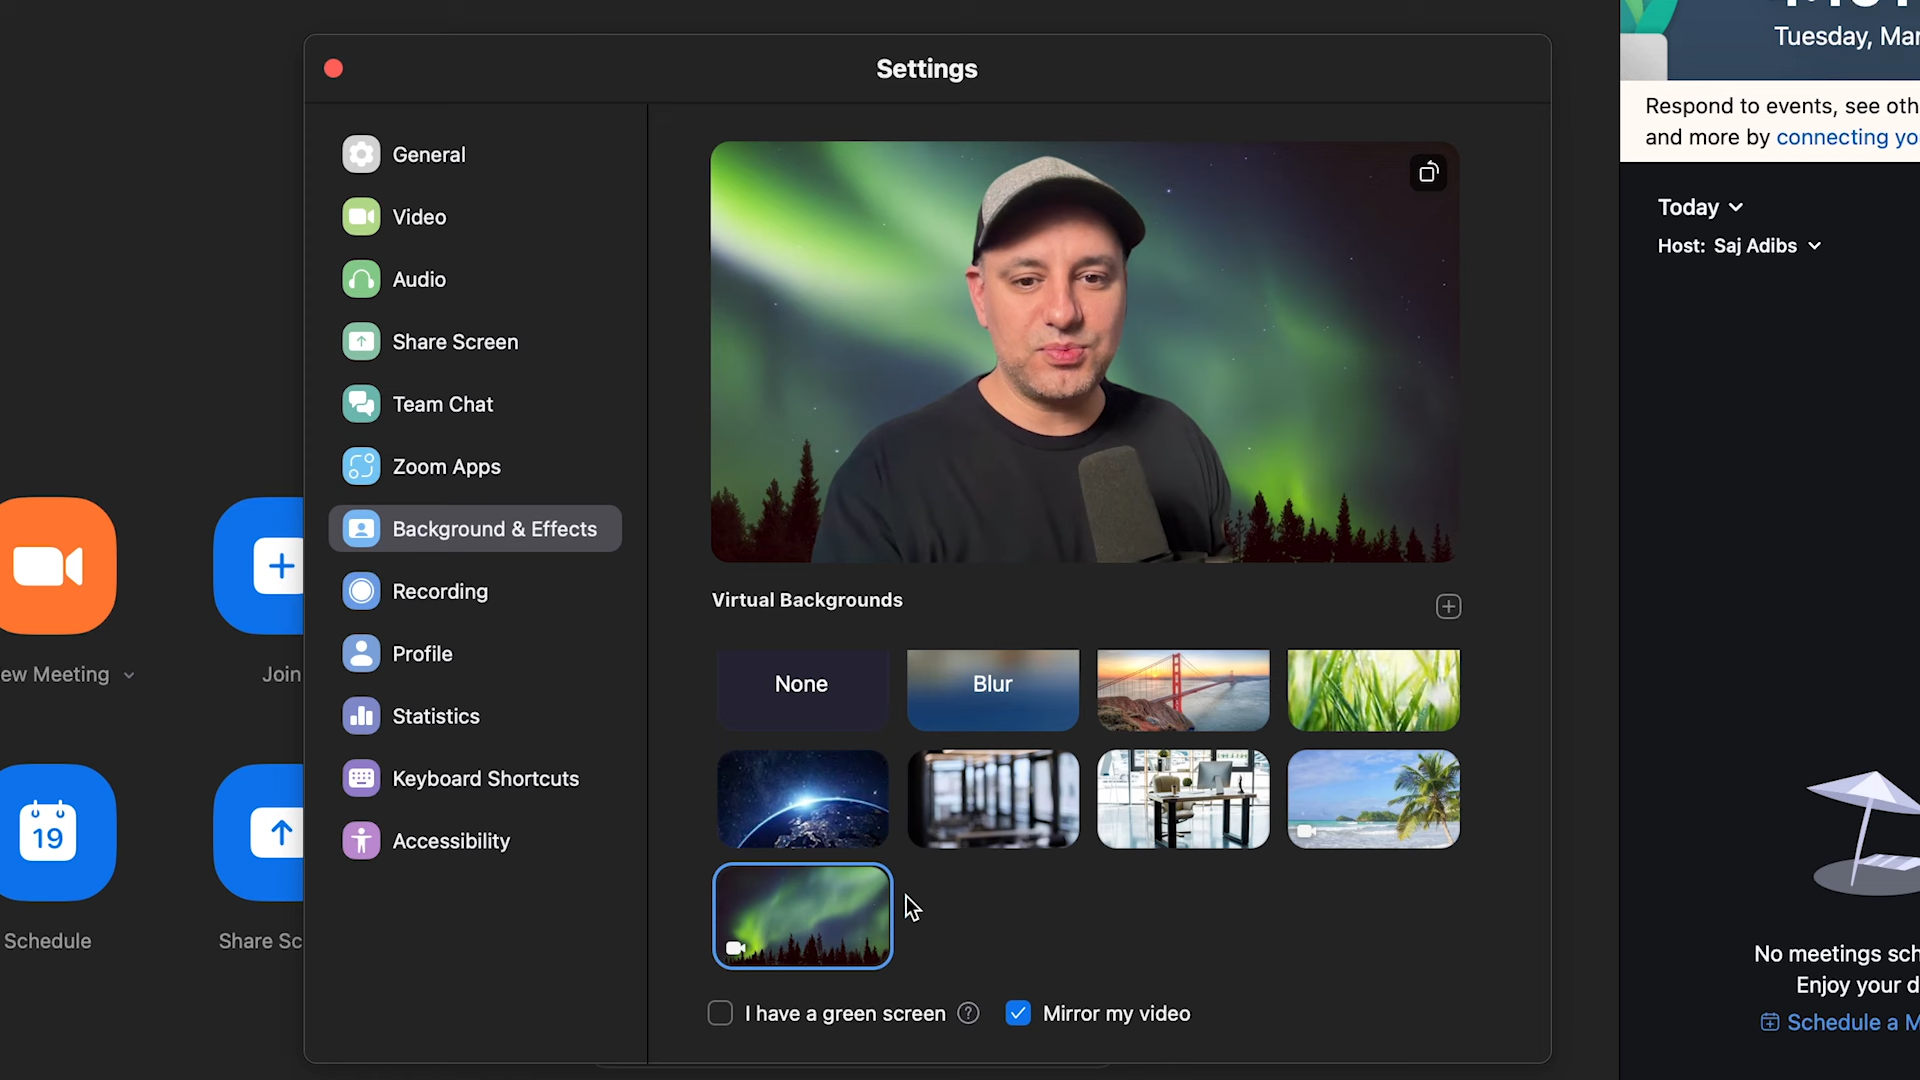 Settings
General
Video
Audio
Share Screen
Team Chat
Zoom Apps
Background & Effects
Recording
Profile
Statistics
Keyboard Shortcuts
Accessibility
Virtual Backgrounds
None
Blur
I have a green screen
?
Mirror my video
ew Meeting
Join
19
Schedule
Share Sc
Tuesday, Mar
Respond to events, see oth
and more by connecting yo
Today
Host: Saj Adibs
No meetings sch
Enjoy your d
Schedule a M